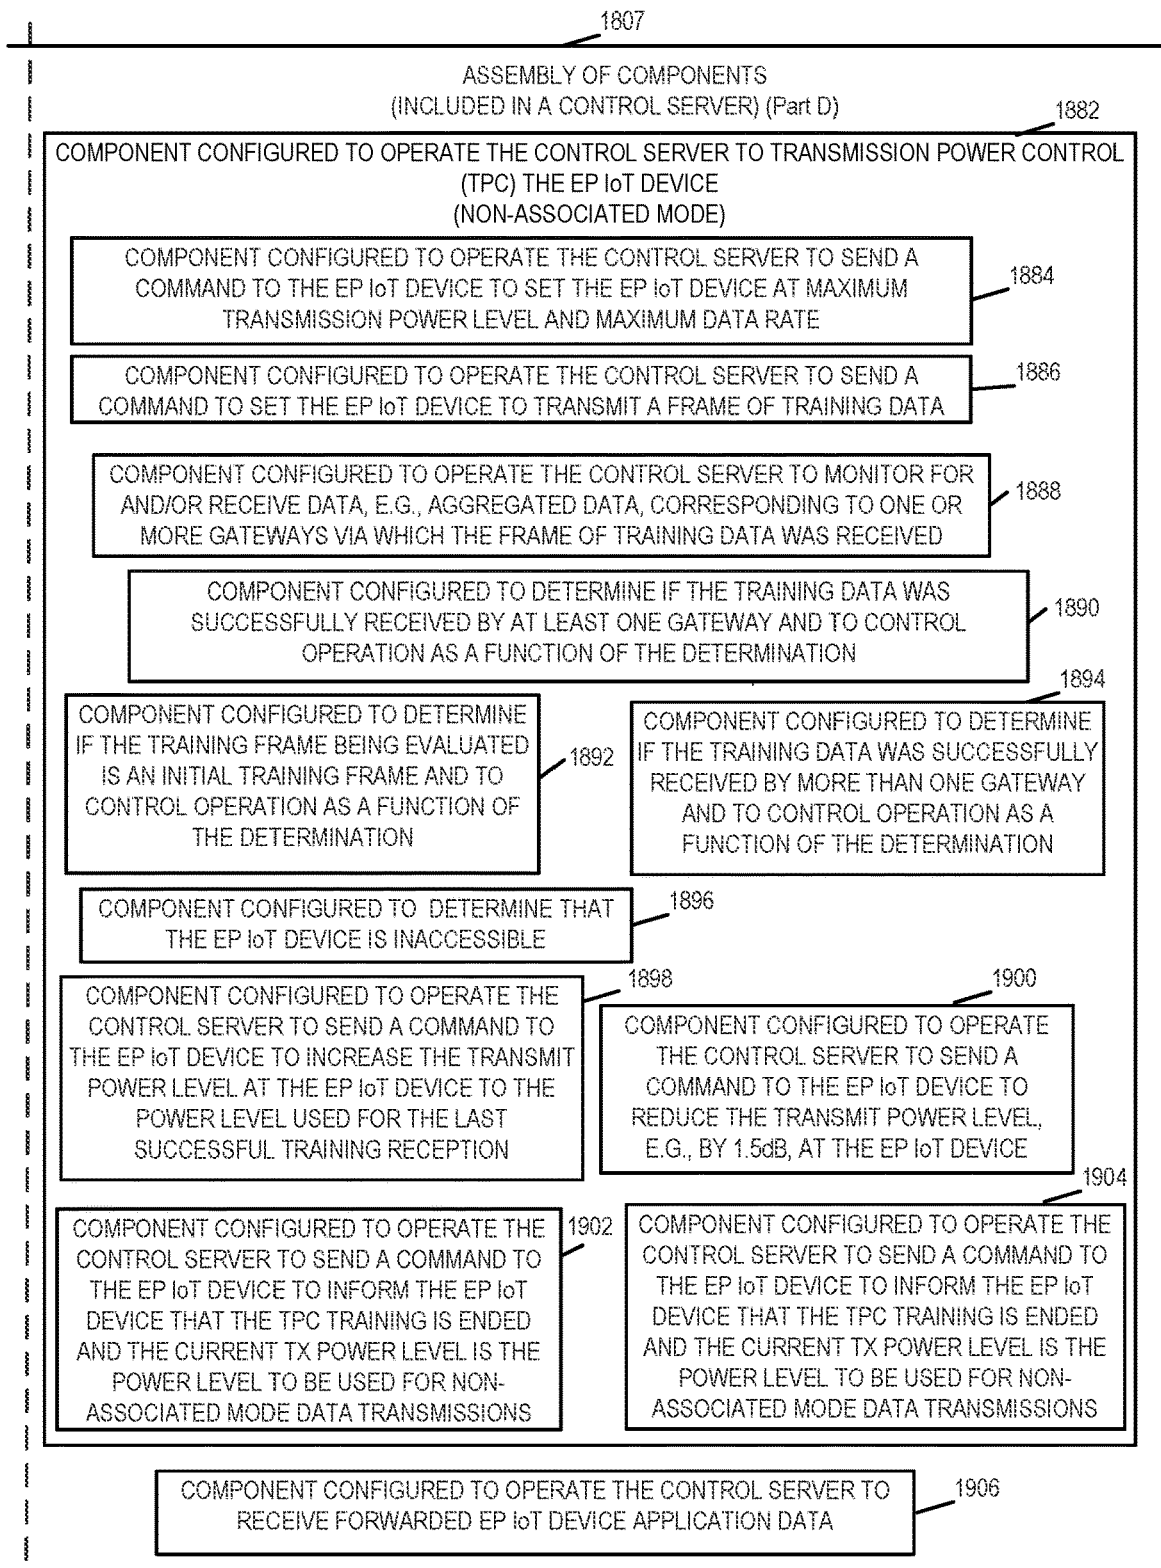 1807
ASSEMBLY OF COMPONENTS
(INCLUDED IN A CONTROL SERVER) (Part D)
1882
COMPONENT CONFIGURED TO OPERATE THE CONTROL SERVER TO TRANSMISSION POWER CONTROL
(TPC) THE EP IoT DEVICE
(NON-ASSOCIATED MODE)
COMPONENT CONFIGURED TO OPERATE THE CONTROL SERVER TO SEND A
COMMAND TO THE EP IoT DEVICE TO SET THE EP IoT DEVICE AT MAXIMUM
TRANSMISSION POWER LEVEL AND MAXIMUM DATA RATE
1884
COMPONENT CONFIGURED TO OPERATE THE CONTROL SERVER TO SEND A
COMMAND TO SET THE EP IoT DEVICE TO TRANSMIT A FRAME OF TRAINING DATA
1886
COMPONENT CONFIGURED TO OPERATE THE CONTROL SERVER TO MONITOR FOR
AND/OR RECEIVE DATA, E.G., AGGREGATED DATA, CORRESPONDING TO ONE OR
MORE GATEWAYS VIA WHICH THE FRAME OF TRAINING DATA WAS RECEIVED
1888
COMPONENT CONFIGURED TO DETERMINE IF THE TRAINING DATA WAS
SUCCESSFULLY RECEIVED BY AT LEAST ONE GATEWAY AND TO CONTROL
OPERATION AS A FUNCTION OF THE DETERMINATION
1890
COMPONENT CONFIGURED TO DETERMINE
IF THE TRAINING FRAME BEING EVALUATED
IS AN INITIAL TRAINING FRAME AND TO
CONTROL OPERATION AS A FUNCTION OF
THE DETERMINATION
1892
1894
COMPONENT CONFIGURED TO DETERMINE
IF THE TRAINING DATA WAS SUCCESSFULLY
RECEIVED BY MORE THAN ONE GATEWAY
AND TO CONTROL OPERATION AS A
FUNCTION OF THE DETERMINATION
COMPONENT CONFIGURED TO DETERMINE THAT
THE EP IoT DEVICE IS INACCESSIBLE
1896
COMPONENT CONFIGURED TO OPERATE THE
CONTROL SERVER TO SEND A COMMAND TO
THE EP IoT DEVICE TO INCREASE THE TRANSMIT
POWER LEVEL AT THE EP IoT DEVICE TO THE
POWER LEVEL USED FOR THE LAST
SUCCESSFUL TRAINING RECEPTION
1898
1900
COMPONENT CONFIGURED TO OPERATE
THE CONTROL SERVER TO SEND A
COMMAND TO THE EP IoT DEVICE TO
REDUCE THE TRANSMIT POWER LEVEL,
E.G., BY 1.5dB, AT THE EP IoT DEVICE
COMPONENT CONFIGURED TO OPERATE THE
CONTROL SERVER TO SEND A COMMAND TO
THE EP IoT DEVICE TO INFORM THE EP IoT
DEVICE THAT THE TPC TRAINING IS ENDED
AND THE CURRENT TX POWER LEVEL IS THE
POWER LEVEL TO BE USED FOR NON-
ASSOCIATED MODE DATA TRANSMISSIONS
1902
1904
COMPONENT CONFIGURED TO OPERATE THE
CONTROL SERVER TO SEND A COMMAND TO
THE EP IoT DEVICE TO INFORM THE EP IoT
DEVICE THAT THE TPC TRAINING IS ENDED
AND THE CURRENT TX POWER LEVEL IS THE
POWER LEVEL TO BE USED FOR NON-
ASSOCIATED MODE DATA TRANSMISSIONS
COMPONENT CONFIGURED TO OPERATE THE CONTROL SERVER TO
RECEIVE FORWARDED EP IoT DEVICE APPLICATION DATA
1906